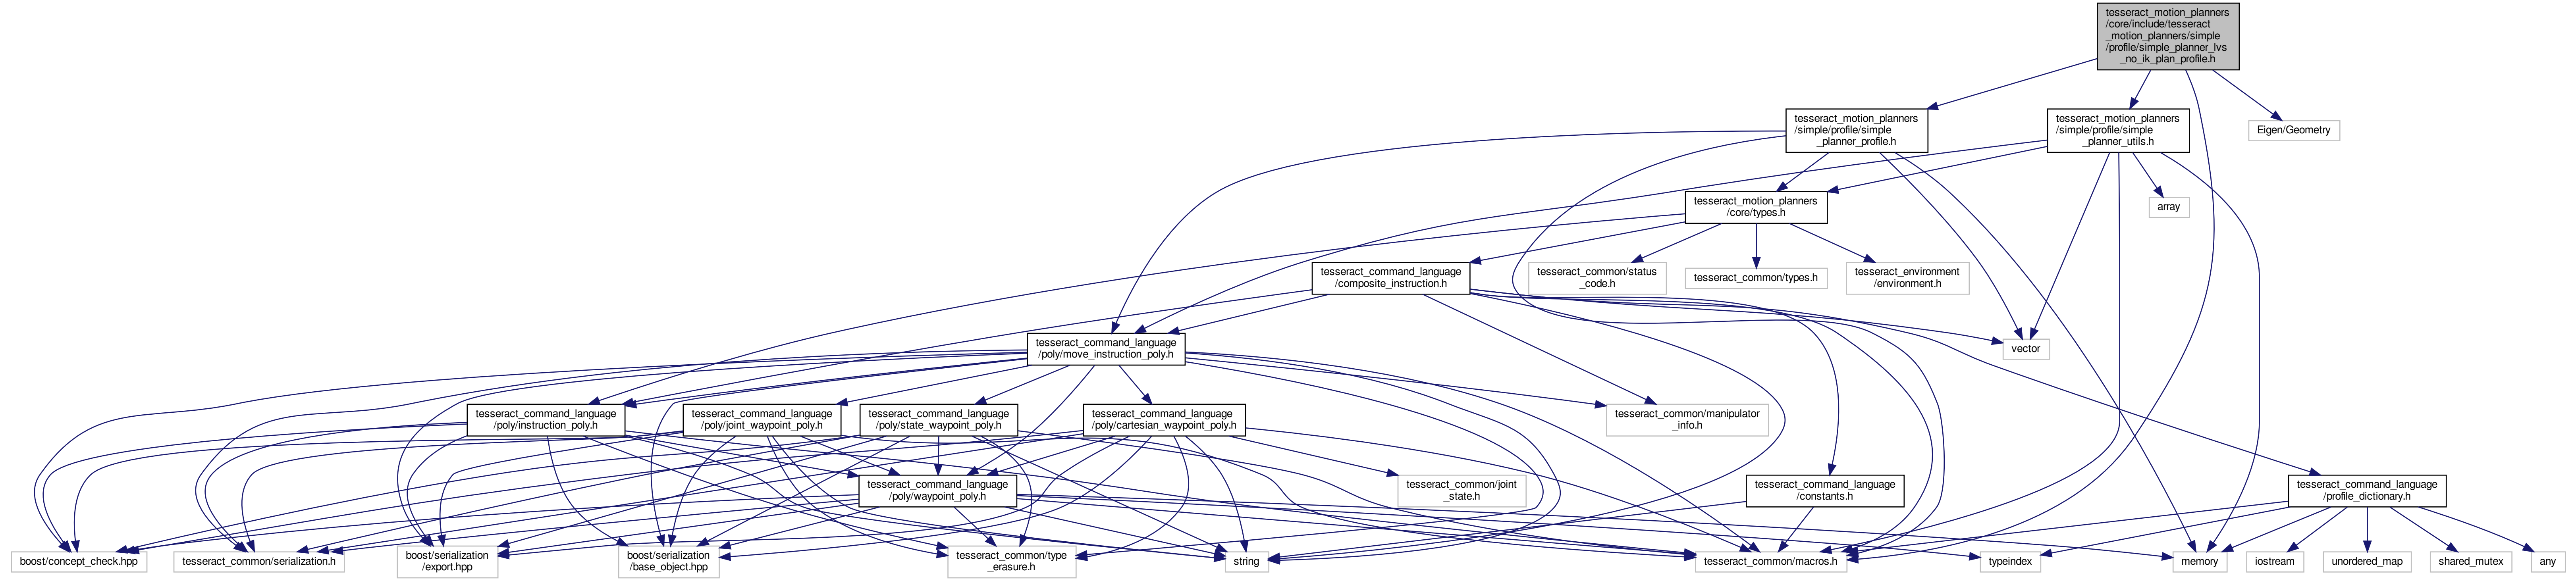 tesseract_motion_planners
/core/include/tesseract
_motion_planners/simple
/profile/simple_planner_lvs
_no_ik_plan_profile.h
tesseract_motion_planners
/simple/profile/simple
_planner_profile.h
tesseract_motion_planners
/simple/profile/simple
_planner_utils.h
Eigen/Geometry
tesseract_motion_planners
/core/types.h
array
tesseract_command_language
/composite_instruction.h
tesseract_common/status
_code.h
tesseract_common/types.h
tesseract_environment
/environment.h
tesseract_command_language
/poly/move_instruction_poly.h
vector
tesseract_command_language
/poly/instruction_poly.h
tesseract_command_language
/poly/joint_waypoint_poly.h
tesseract_command_language
/poly/state_waypoint_poly.h
tesseract_command_language
/poly/cartesian_waypoint_poly.h
tesseract_common/manipulator
_info.h
tesseract_command_language
/poly/waypoint_poly.h
tesseract_common/joint
_state.h
tesseract_command_language
/constants.h
tesseract_command_language
/profile_dictionary.h
boost/concept_check.hpp
tesseract_common/serialization.h
boost/serialization
/export.hpp
boost/serialization
/base_object.hpp
tesseract_common/type
_erasure.h
string
tesseract_common/macros.h
typeindex
memory
iostream
unordered_map
shared_mutex
any